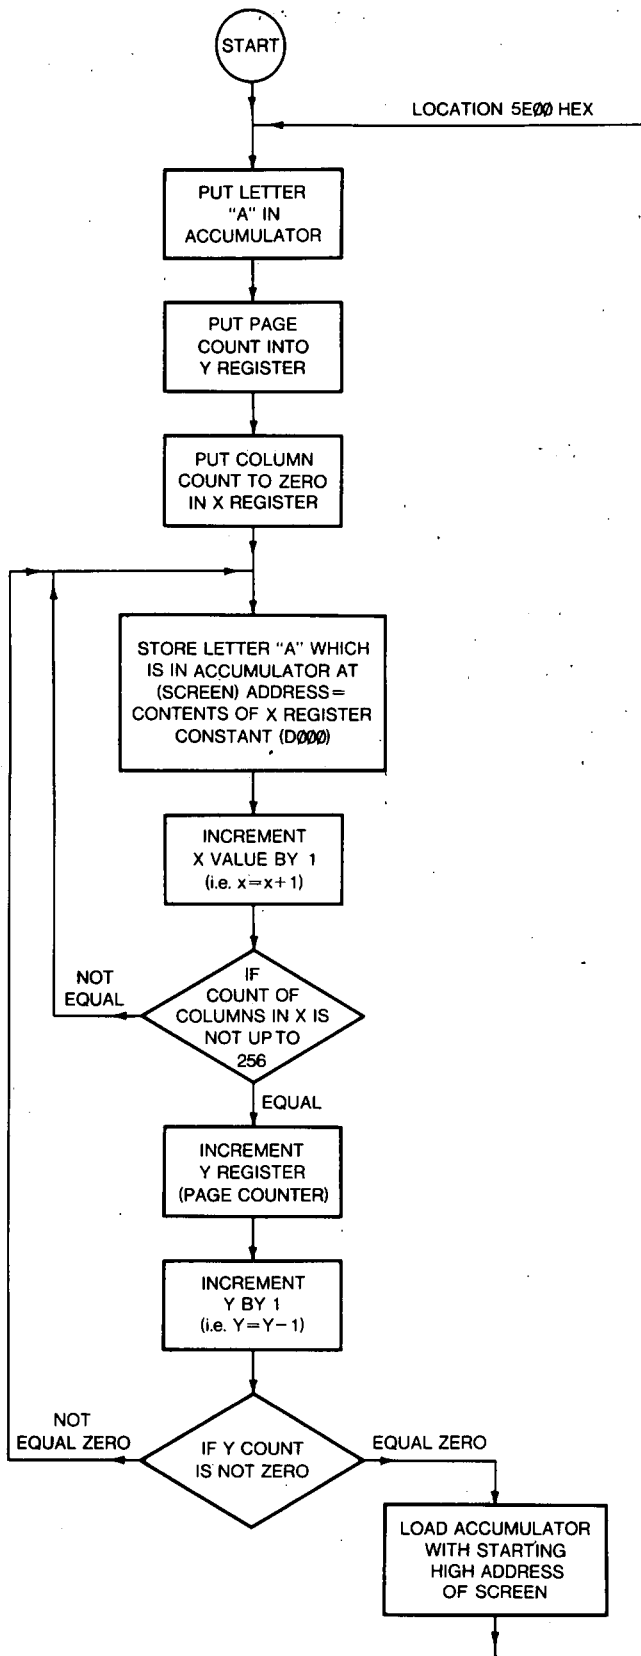 START
LOCATION 5E00 HEX
PUT LETTER
"A" IN
ACCUMULATOR
PUT PAGE
COUNT INTO
Y REGISTER
PUT COLUMN
COUNT TO ZERO
IN X REGISTER
STORE LETTER "A" WHICH
IS IN ACCUMULATOR AT
(SCREEN) ADDRESS=
CONTENTS OF X REGISTER
CONSTANT (D000)
INCREMENT
X VALUE BY 1
(i.e. x=x+1)
NOT
EQUAL
IF
COUNT OF
COLUMNS IN X IS
NOT UP TO
256
EQUAL
INCREMENT
Y REGISTER
(PAGE COUNTER)
INCREMENT
Y BY 1
(i.e. Y=Y-1)
NOT
EQUAL ZERO
IF Y COUNT
IS NOT ZERO
EQUAL ZERO
LOAD ACCUMULATOR
WITH STARTING
HIGH ADDRESS
OF SCREEN